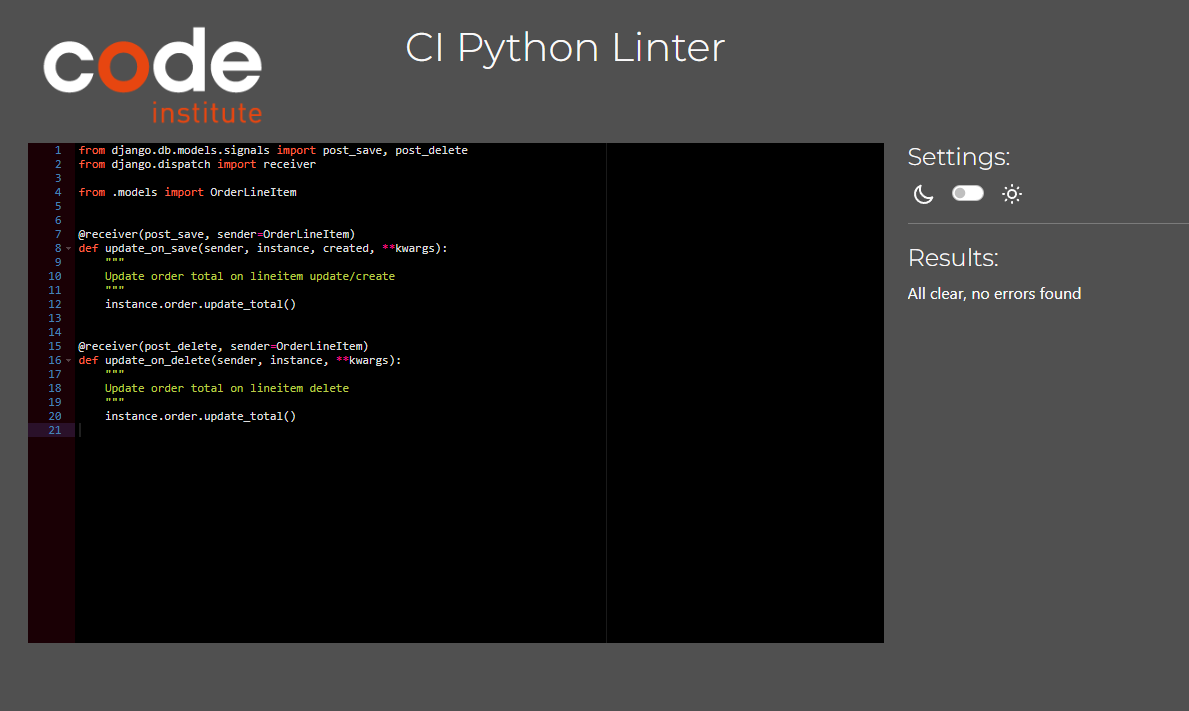 code
institute
CI Python Linter
1 from django.db.models.signals import post_save, post_delete
2 from django.dispatch import receiver
3
4 from .models import OrderLineItem
5
6
7 @receiver(post_save, sender=OrderLineItem)
8 def update_on_save(sender, instance, created, **kwargs):
9     """
10     Update order total on lineitem update/create
11     """
12     instance.order.update_total()
13
14
15 @receiver(post_delete, sender=OrderLineItem)
16 def update_on_delete(sender, instance, **kwargs):
17     """
18     Update order total on lineitem delete
19     """
20     instance.order.update_total()
21
Settings:
Results:
All clear, no errors found